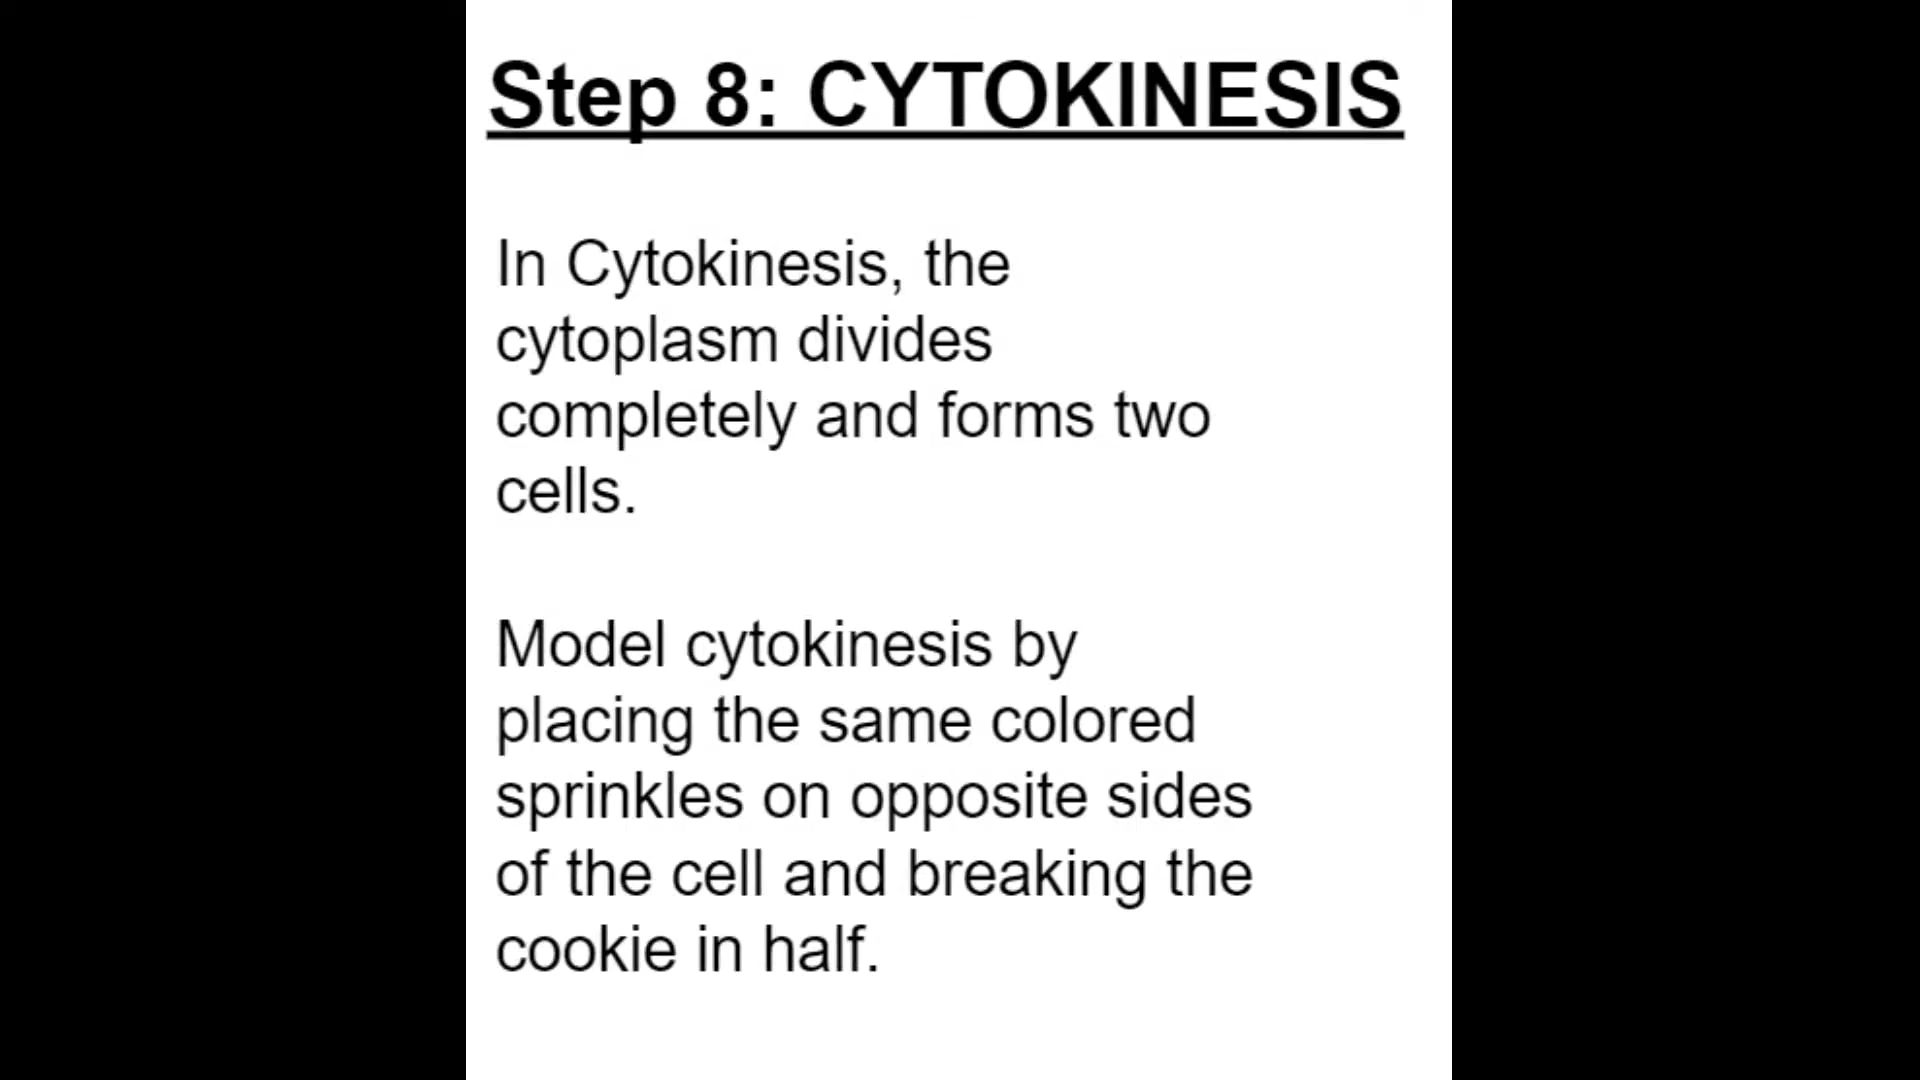 Step 8: CYTOKINESIS
In Cytokinesis, the
cytoplasm divides
completely and forms two
cells.
Model cytokinesis by
placing the same colored
sprinkles on opposite sides
of the cell and breaking the
cookie in half.